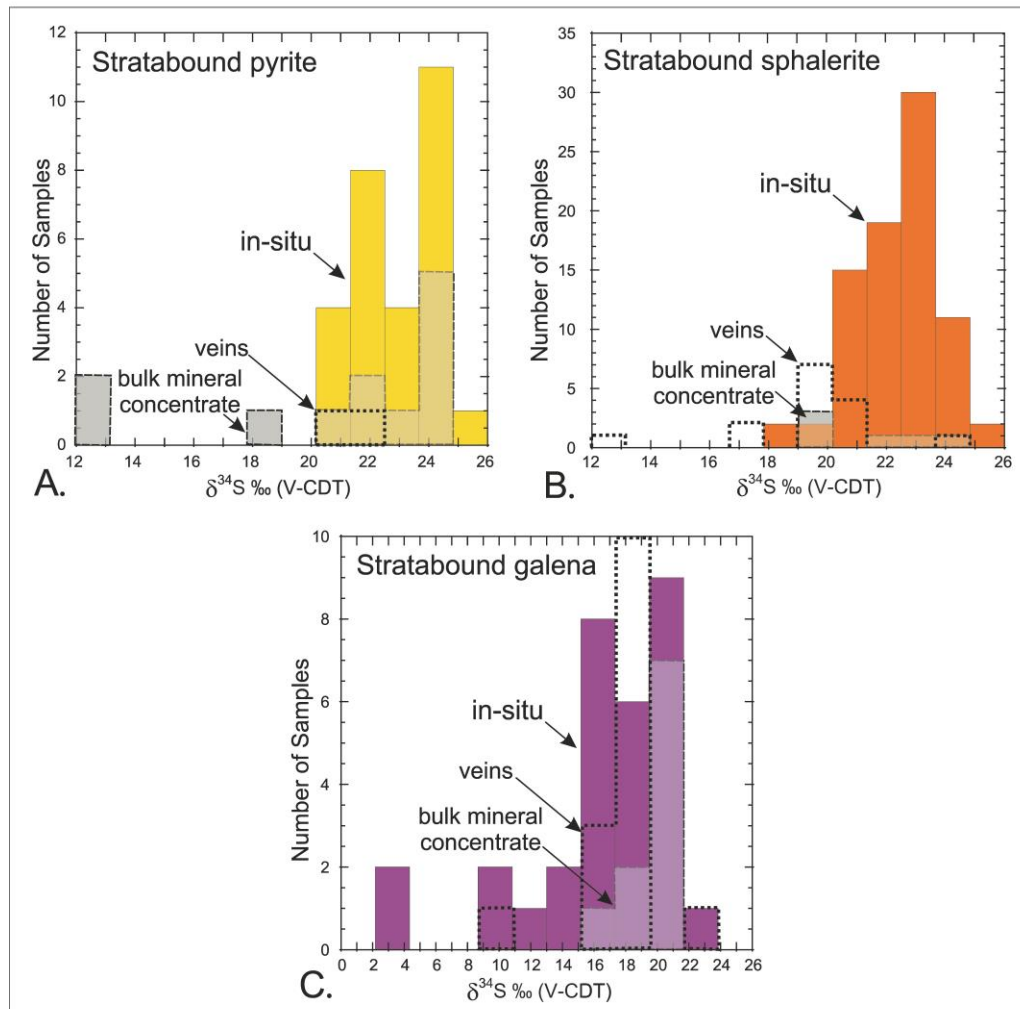 Stratabound pyrite
Number of Samples
12
10
8
6
4
2
0
in-situ
veins
bulk mineral
concentrate
12 14 16 18 20 22 24 26
δ³⁴S ‰ (V-CDT)
A.
Stratabound sphalerite
Number of Samples
35
30
25
20
15
10
5
0
in-situ
veins
bulk mineral
concentrate
12 14 16 18 20 22 24 26
δ³⁴S ‰ (V-CDT)
B.
Stratabound galena
Number of Samples
10
8
6
4
2
0
in-situ
veins
bulk mineral
concentrate
0 2 4 6 8 10 12 14 16 18 20 22 24 26
δ³⁴S ‰ (V-CDT)
C.